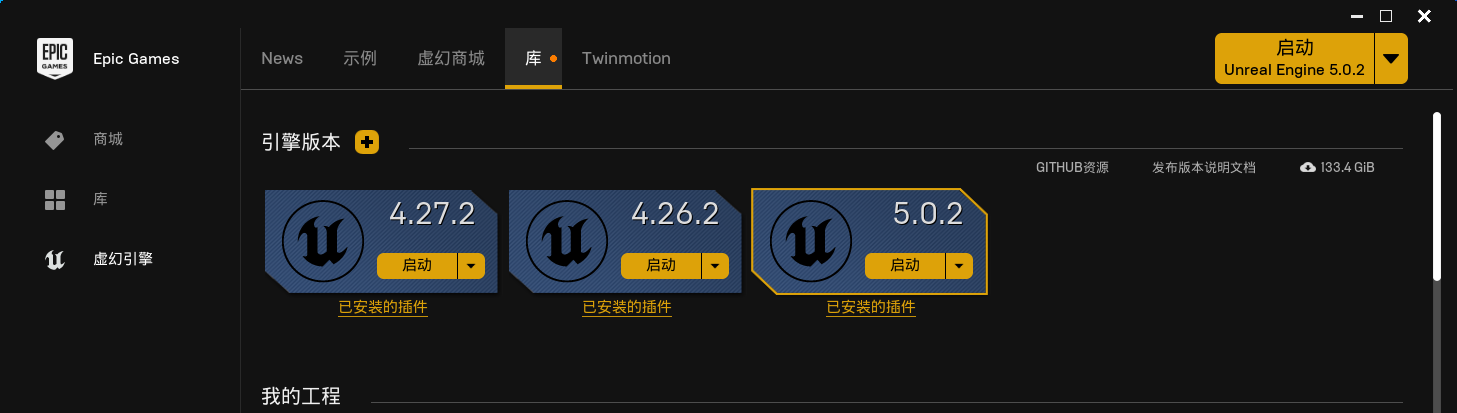 EPIC
GAMES
Epic Games
News
示例
虚幻商城
库
Twinmotion
启动
Unreal Engine 5.0.2
商城
库
虚幻引擎
引擎版本
GITHUB资源
发布版本说明文档
133.4 GiB
4.27.2
启动
已安装的插件
4.26.2
启动
已安装的插件
5.0.2
启动
已安装的插件
我的工程